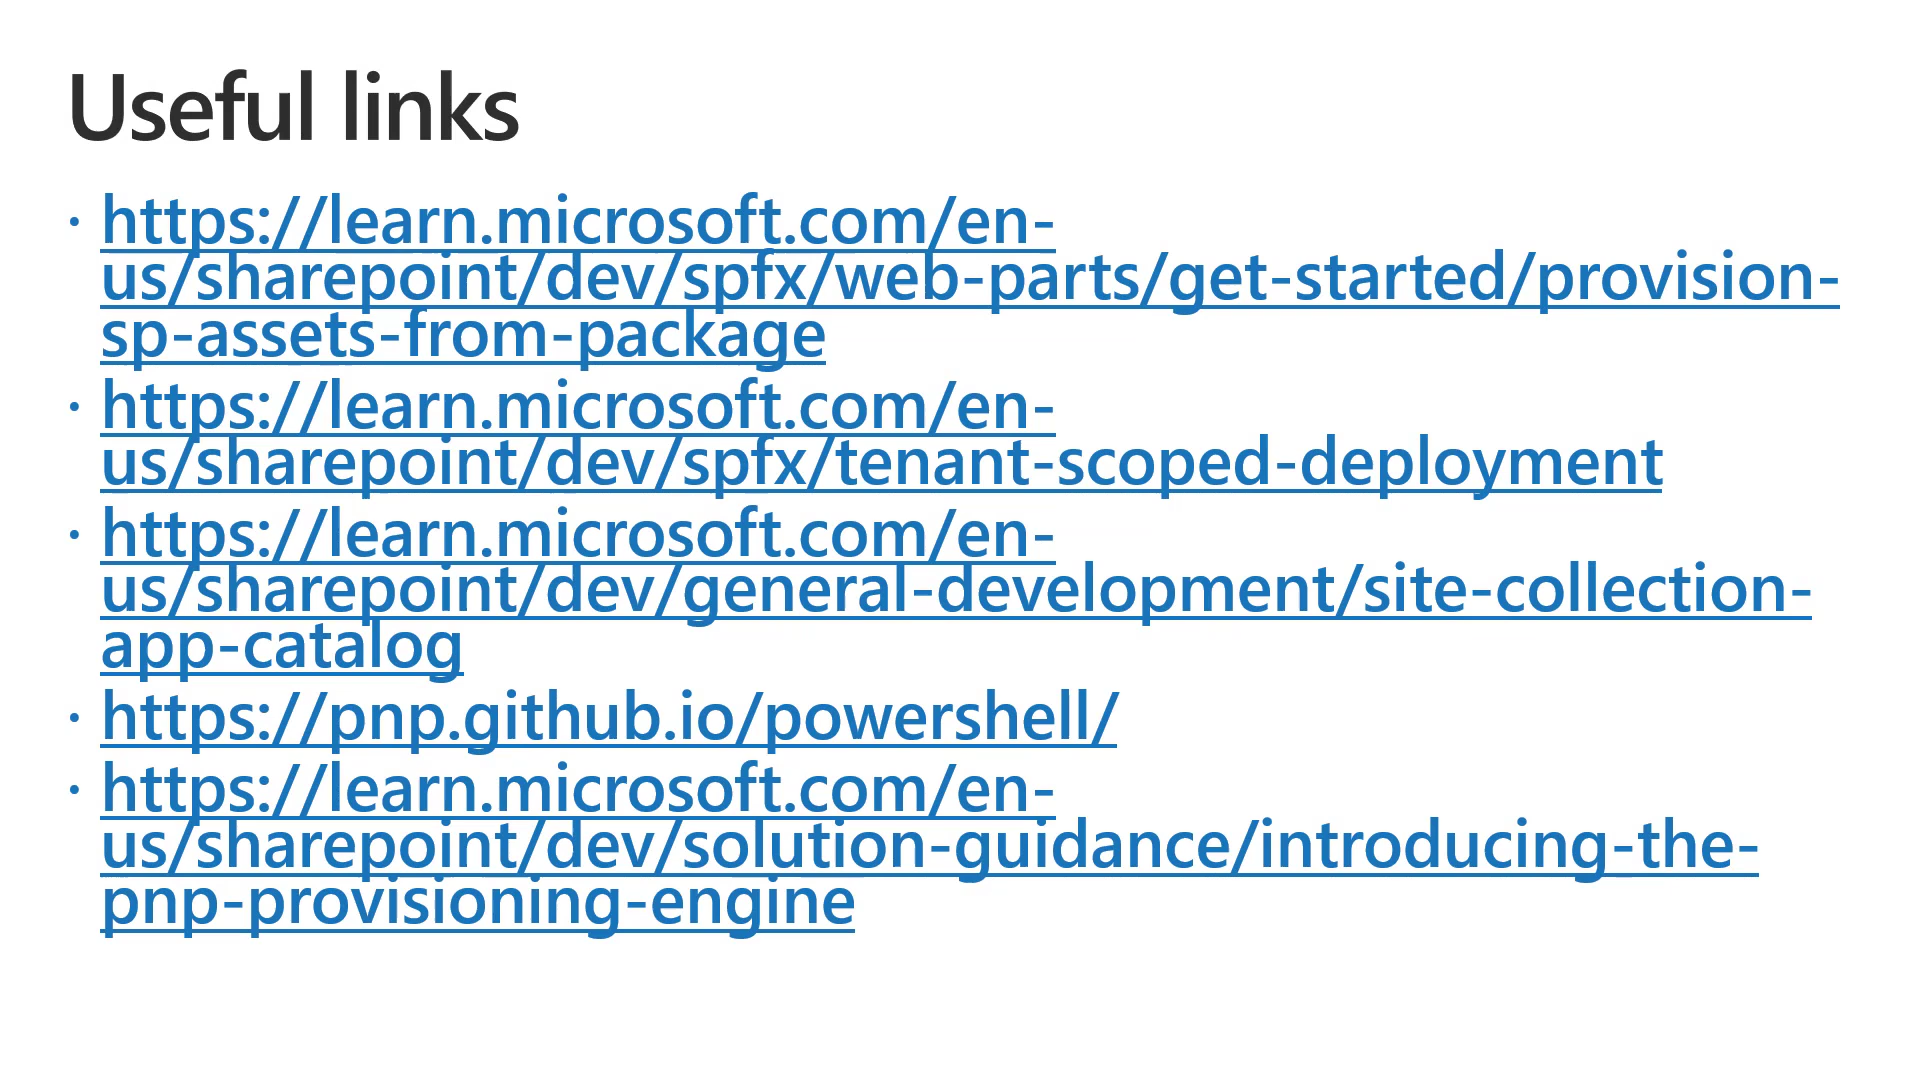 Useful links
• https://learn.microsoft.com/en-
us/sharepoint/dev/spfx/web-parts/get-started/provision-
sp-assets-from-package
• https://learn.microsoft.com/en-
us/sharepoint/dev/spfx/tenant-scoped-deployment
• https://learn.microsoft.com/en-
us/sharepoint/dev/general-development/site-collection-
app-catalog
• https://pnp.github.io/powershell/
• https://learn.microsoft.com/en-
us/sharepoint/dev/solution-guidance/introducing-the-
pnp-provisioning-engine